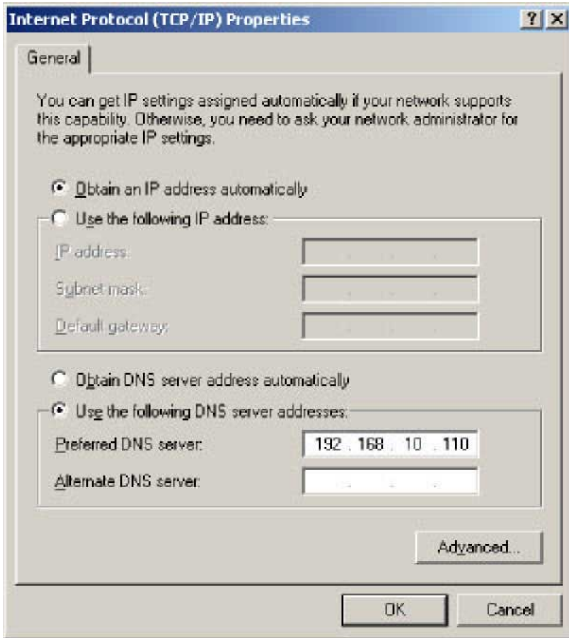 Internet Protocol (TCP/IP) Properties
General
You can get IP settings assigned automatically if your network supports
this capability. Otherwise, you need to ask your network administrator for
the appropriate IP settings.
Obtain an IP address automatically
Use the following IP address:
IP address:
Subnet mask:
Default gateway:
Obtain DNS server address automatically
Use the following DNS server addresses:
Preferred DNS server: 192 . 168 . 10 . 110
Alternate DNS server: . . .
Advanced...
OK Cancel